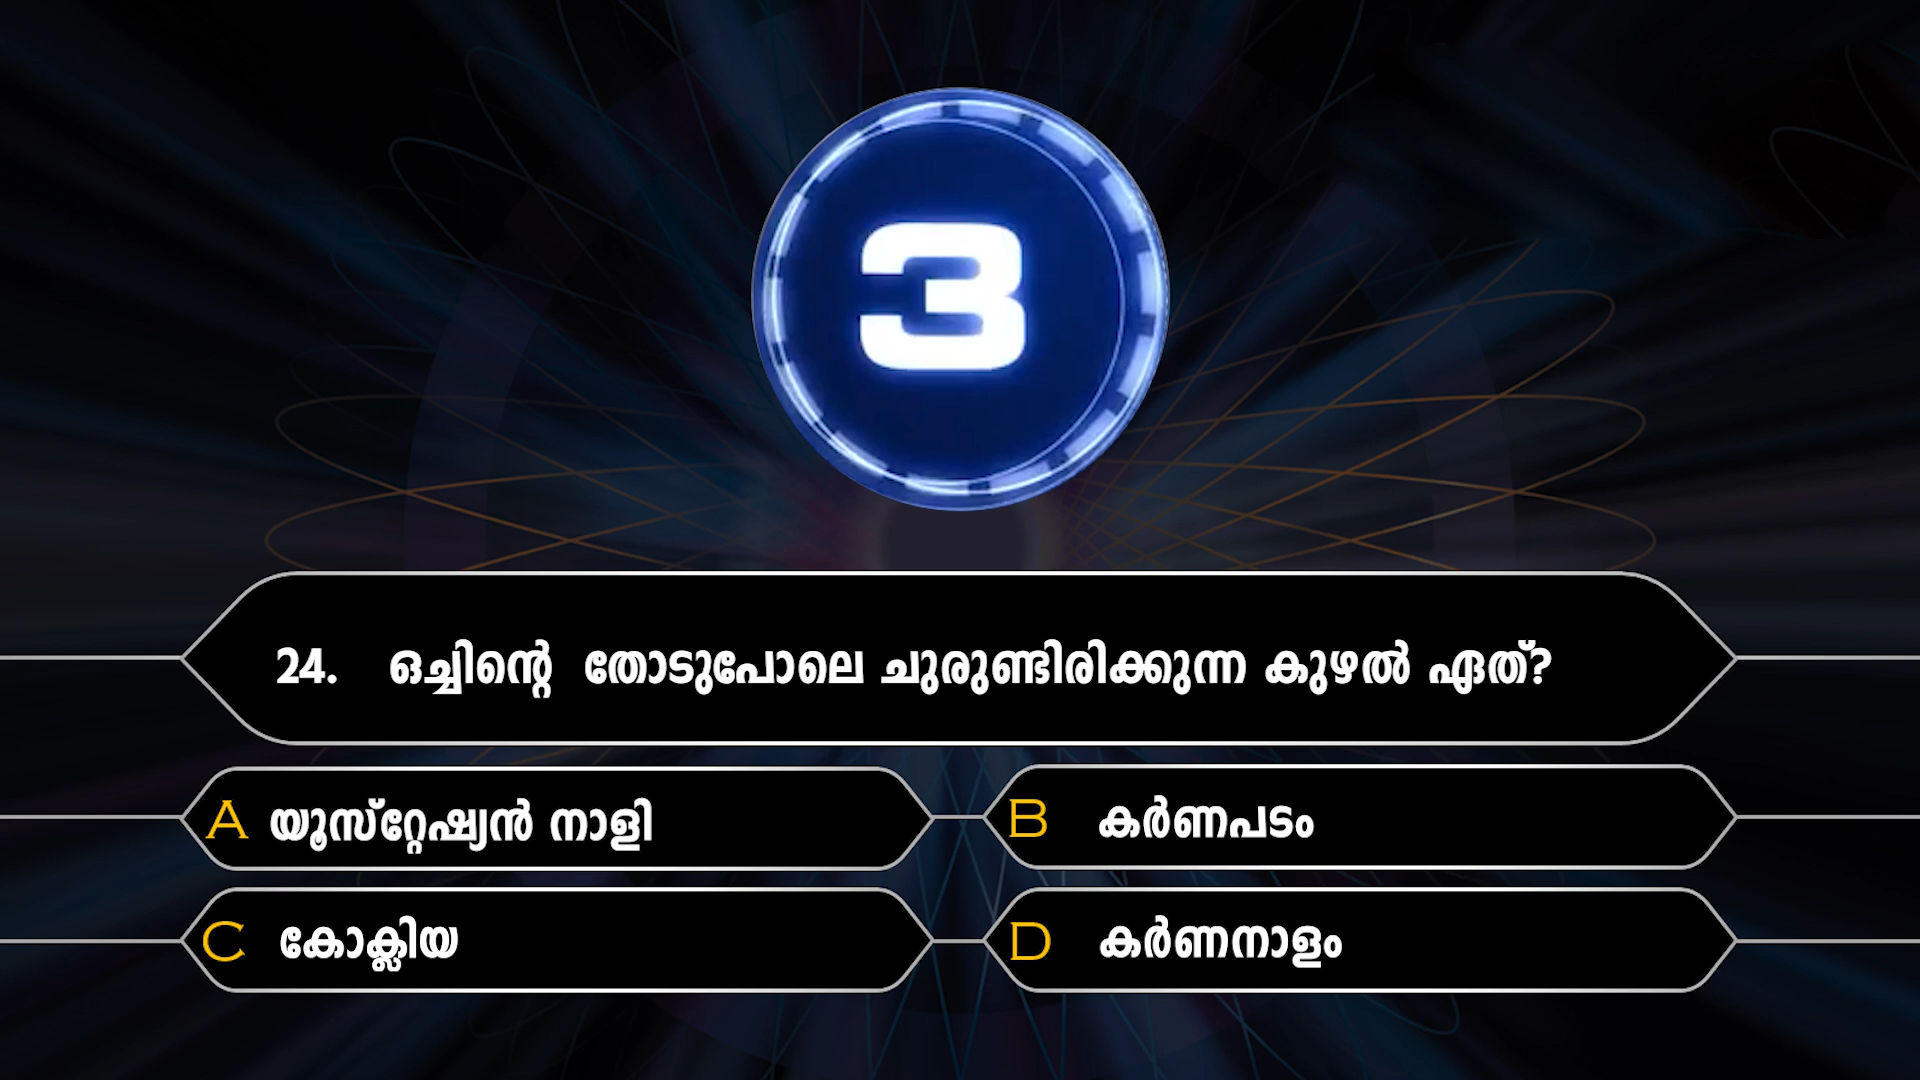 3
24. ഒച്ചിന്റെ തോടുപോലെ ചുരുണ്ടിരിക്കുന്ന കുഴൽ ഏത്?
A യൂസ്റ്റേഷ്യൻ നാളി
B കർണപടം
C കോക്ലിയ
D കർണനാളം